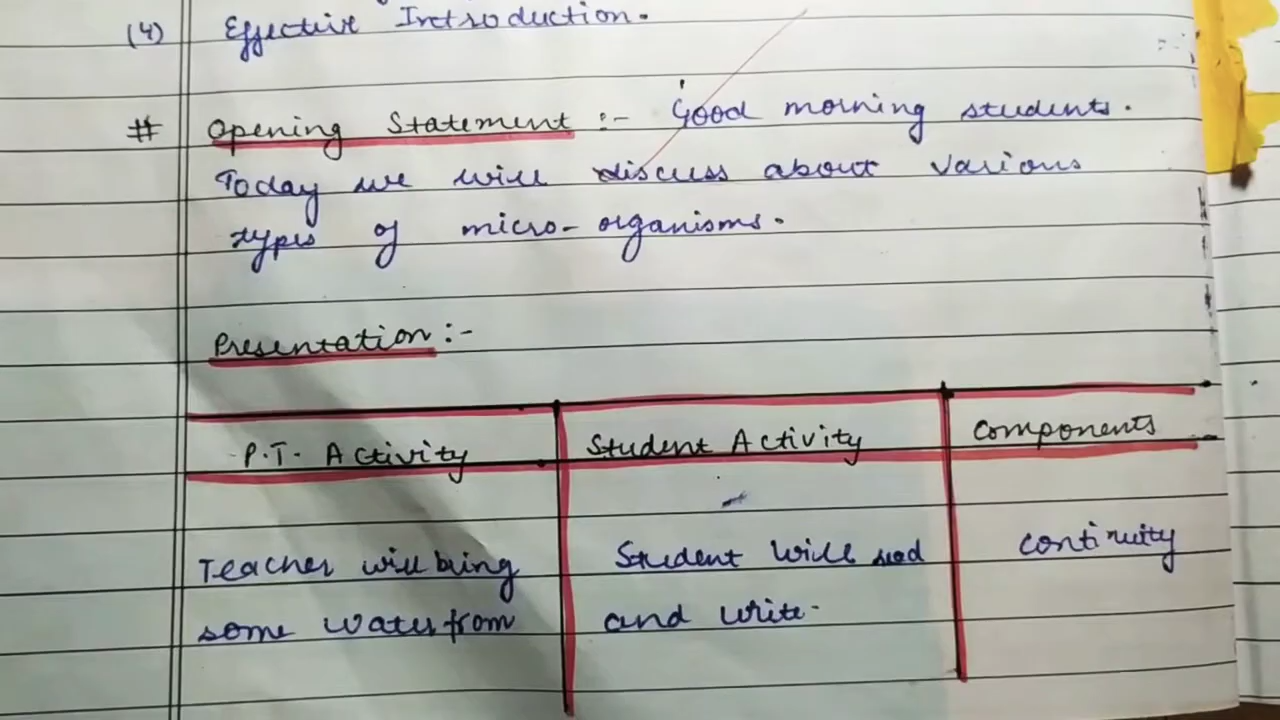 (4) Effective Introduction.
# Opening Statement :- Good morning students.
Today we will discuss about various
types of micro-organisms.
Presentation :-
P.T. Activity Student Activity Components
Teacher will bring Student will read continuity
some water from and write.